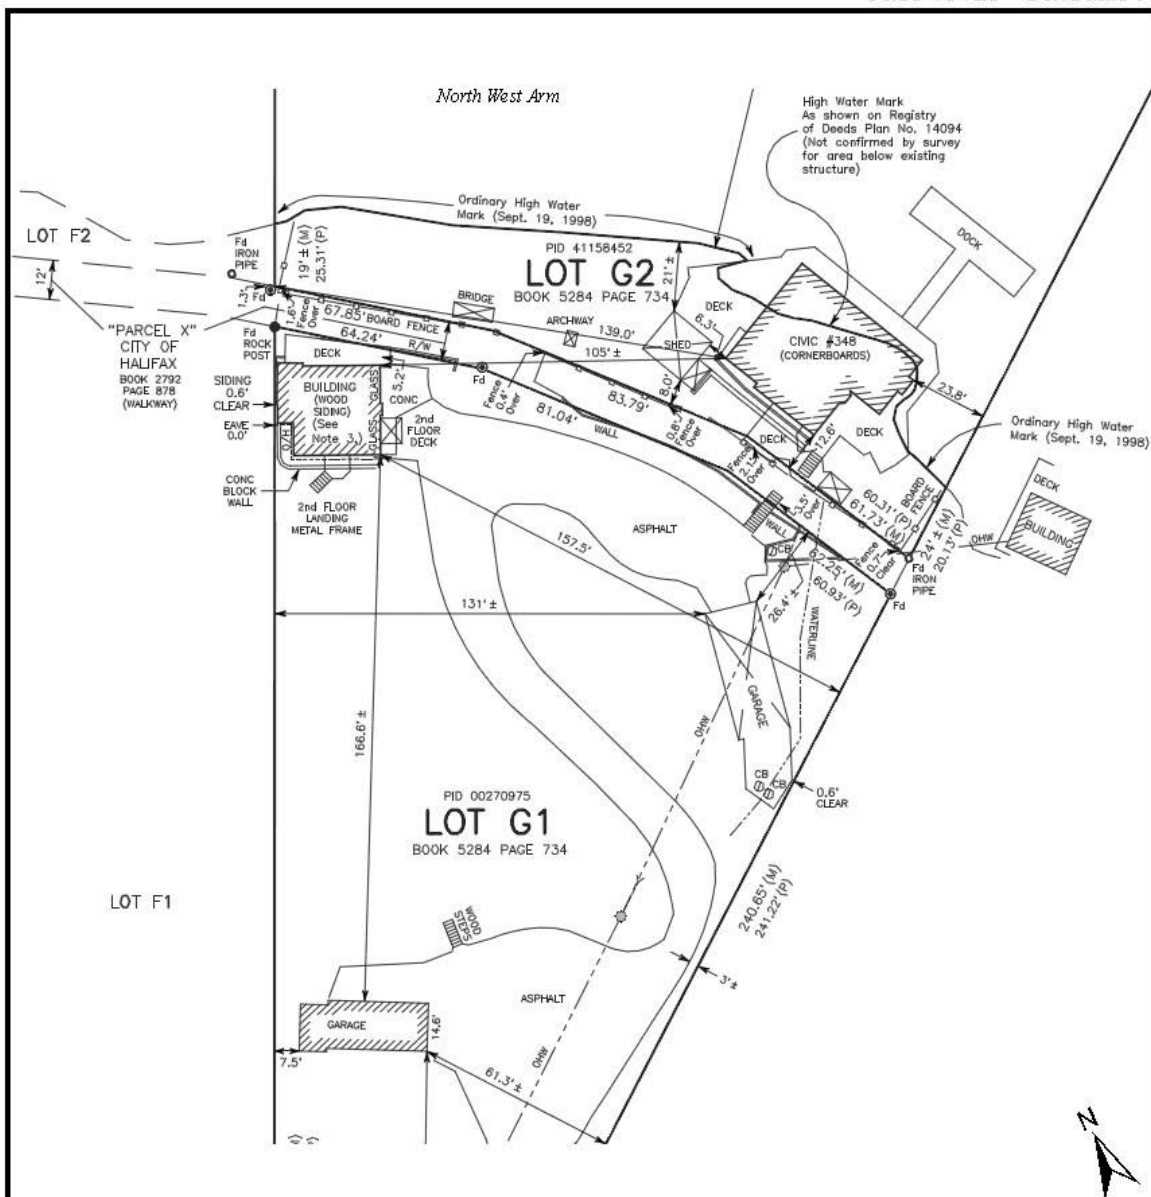 North West Arm
High Water Mark
As shown on Registry
of Deeds Plan No. 14094
(Not confirmed by survey
for area below existing
structure)
Ordinary High Water
Mark (Sept. 19, 1998)
LOT F2
Fd
IRON
PIPE
19' ± (M)
25.31' (P)
PID 41158452
LOT G2
BOOK 5284 PAGE 734
21'±
DOCK
12'
1.3'
Fd
1.6'
Fence
Over
67.85'
BOARD FENCE
BRIDGE
ARCHWAY
139.0'
DECK
6.3'
CIVIC #348
(CORNERBOARDS)
"PARCEL X"
CITY OF
HALIFAX
BOOK 2792
PAGE 878
(WALKWAY)
Fd
ROCK
POST
64.24'
R/W
105' ±
SHED
8.0'
23.8'
DECK
SIDING
0.6'
CLEAR
EAVE
0.0'
BUILDING
(WOOD
SIDING)
(See
Note 3.)
GLASS
GLASS
5.2'
CONC
2nd
FLOOR
DECK
Fd
Fence
0.4'
Over
81.04'
83.79'
WALL
0.8'
Fence
Over
Fence
2.1'
Over
DECK
12.6'
DECK
Ordinary High Water
Mark (Sept. 19, 1998)
H/O
CONC
BLOCK
WALL
2nd FLOOR
LANDING
METAL FRAME
ASPHALT
157.5'
3.5'
Over
WALL
CB
60.31' (P)
61.73' (M)
BOARD
FENCE
24' ± (M)
20.13' (P)
DECK
BUILDING
OHW
62.25' (M)
60.93' (P)
Fence
0.7'
Clear
Fd
IRON
PIPE
Fd
131' ±
26.4' ±
WATERLINE
GARAGE
OHW
166.6' ±
CB
CB
0.6'
CLEAR
PID 00270975
LOT G1
BOOK 5284 PAGE 734
LOT F1
240.65' (M)
241.22' (P)
WOOD
STEPS
3'±
ASPHALT
GARAGE
14.6'
7.5'
61.3' ±
OHW
N